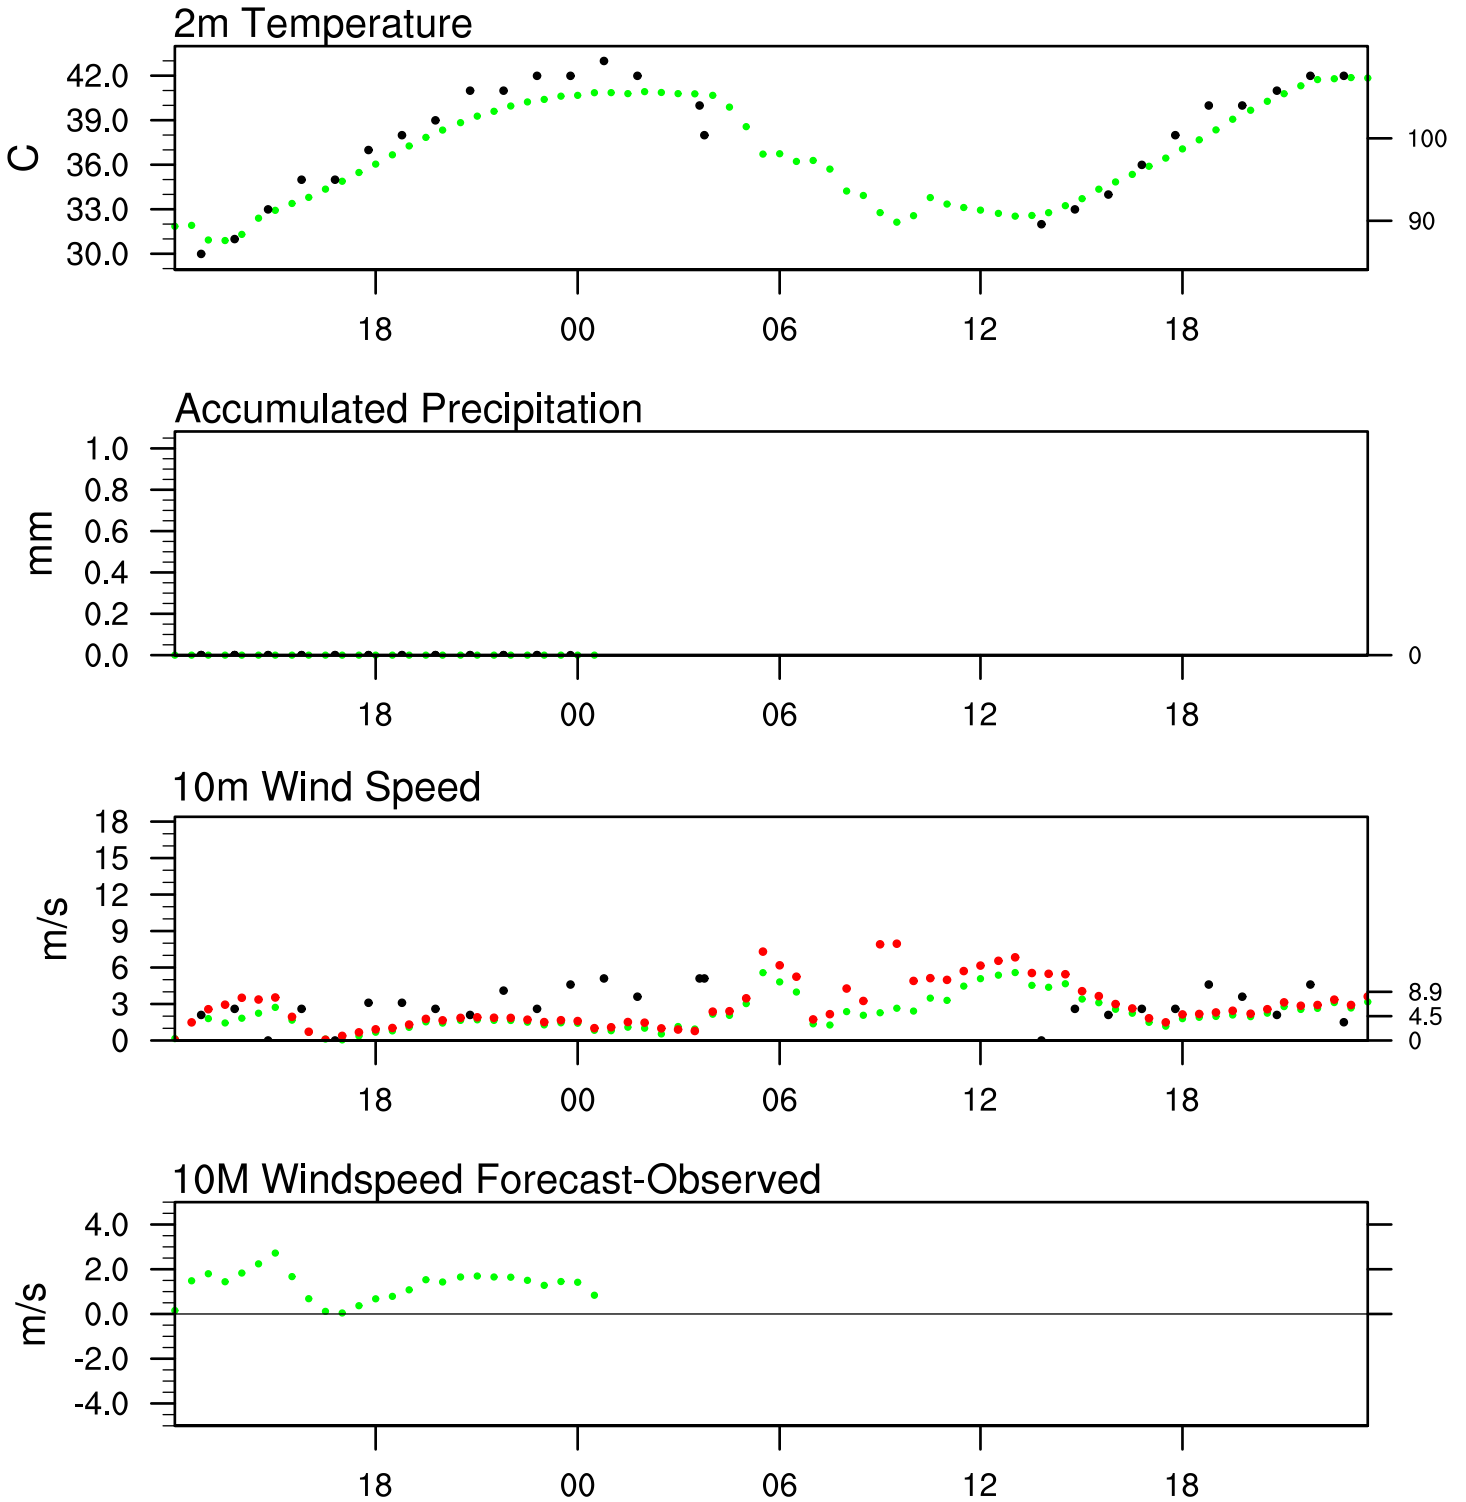 2m Temperature
C
42.0
39.0
36.0
33.0
30.0
100
90
18 00 06 12 18
Accumulated Precipitation
mm
1.0
0.8
0.6
0.4
0.2
0.0
0
18 00 06 12 18
10m Wind Speed
m/s
18
15
12
9
6
3
0
8.9
4.5
0
18 00 06 12 18
10M Windspeed Forecast-Observed
m/s
4.0
2.0
0.0
-2.0
-4.0
18 00 06 12 18